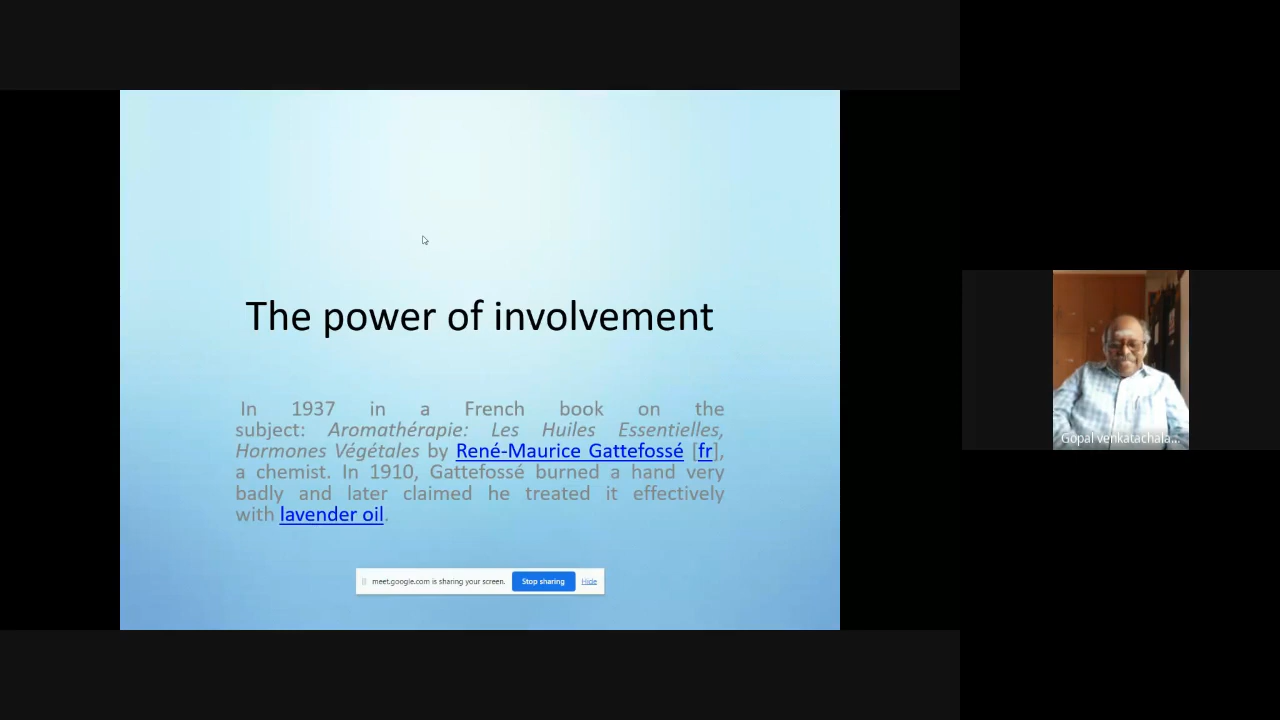 The power of involvement
In 1937 in a French book on the
subject: Aromathérapie: Les Huiles Essentielles,
Hormones Végétales by René-Maurice Gattefossé [fr],
a chemist. In 1910, Gattefossé burned a hand very
badly and later claimed he treated it effectively
with lavender oil.
meet.google.com is sharing your screen. Stop sharing Hide
Gopal venkatachala...